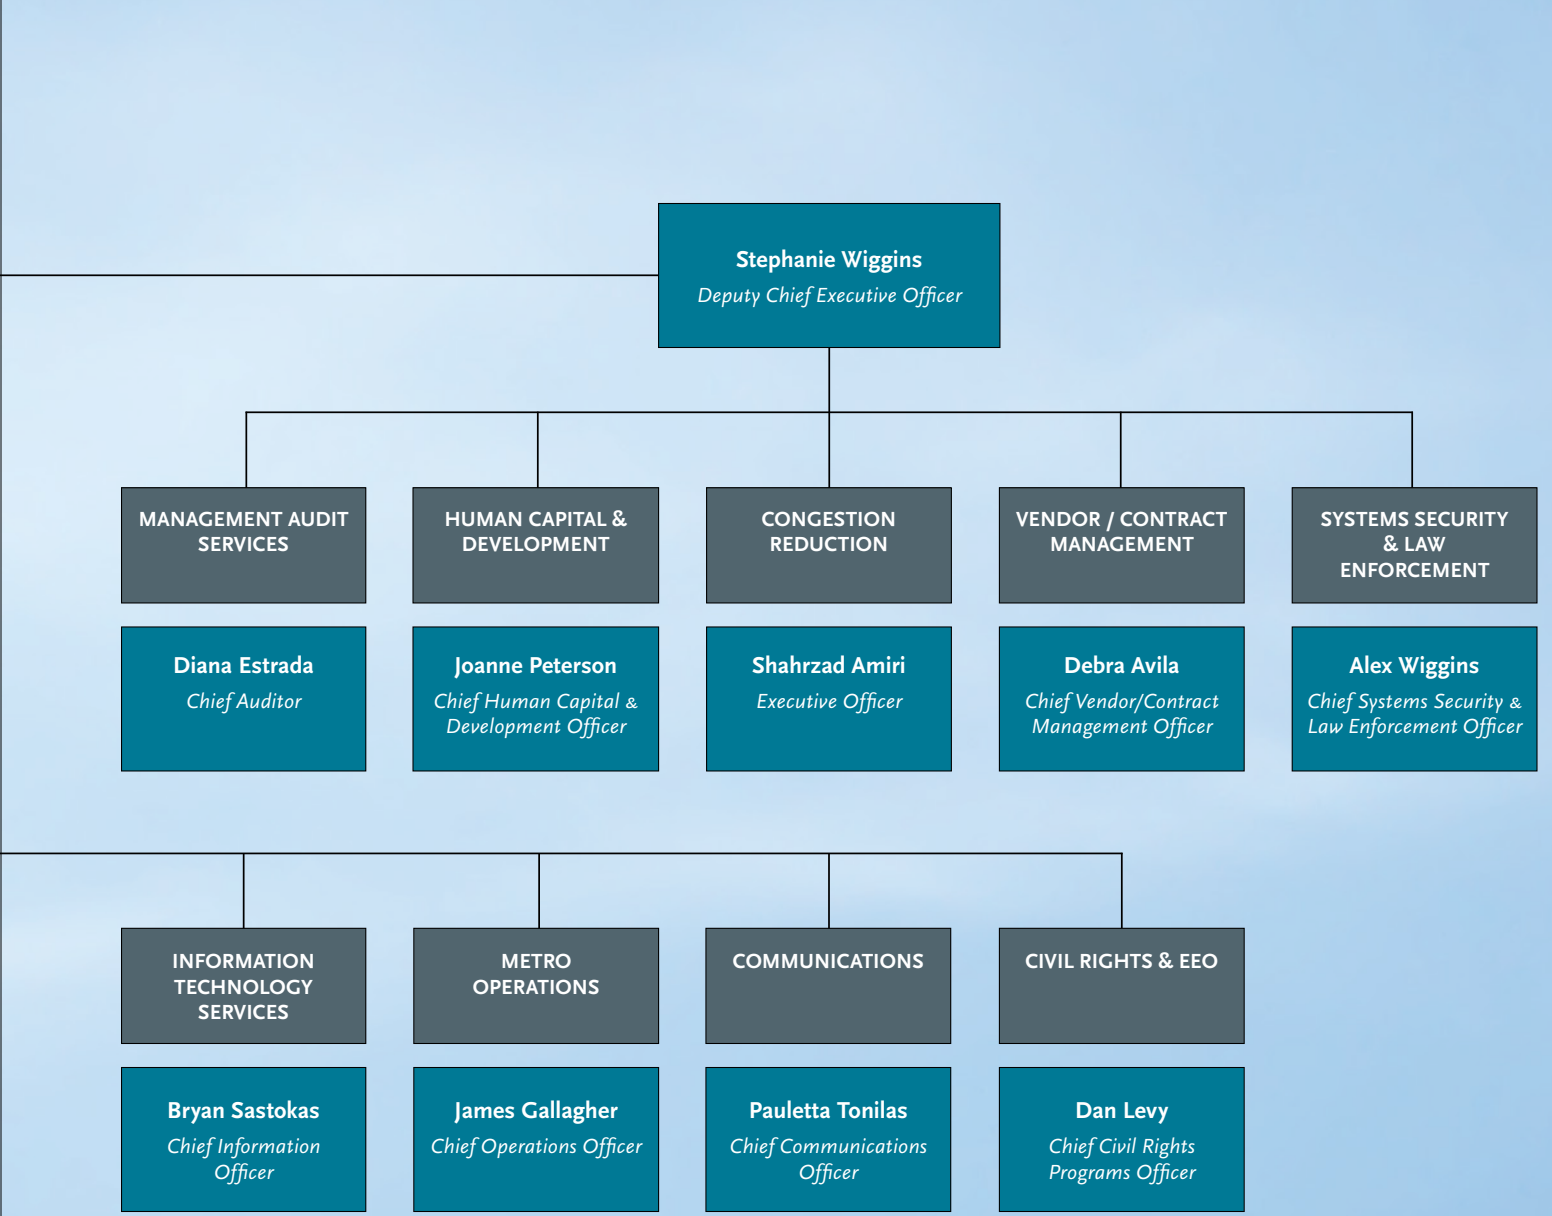 Stephanie Wiggins
Deputy Chief Executive Officer
MANAGEMENT AUDIT
SERVICES
HUMAN CAPITAL &
DEVELOPMENT
CONGESTION
REDUCTION
VENDOR / CONTRACT
MANAGEMENT
SYSTEMS SECURITY
& LAW
ENFORCEMENT
Diana Estrada
Chief Auditor
Joanne Peterson
Chief Human Capital &
Development Officer
Shahrzad Amiri
Executive Officer
Debra Avila
Chief Vendor/Contract
Management Officer
Alex Wiggins
Chief Systems Security &
Law Enforcement Officer
INFORMATION
TECHNOLOGY
SERVICES
METRO
OPERATIONS
COMMUNICATIONS
CIVIL RIGHTS & EEO
Bryan Sastokas
Chief Information
Officer
James Gallagher
Chief Operations Officer
Pauletta Tonilas
Chief Communications
Officer
Dan Levy
Chief Civil Rights
Programs Officer